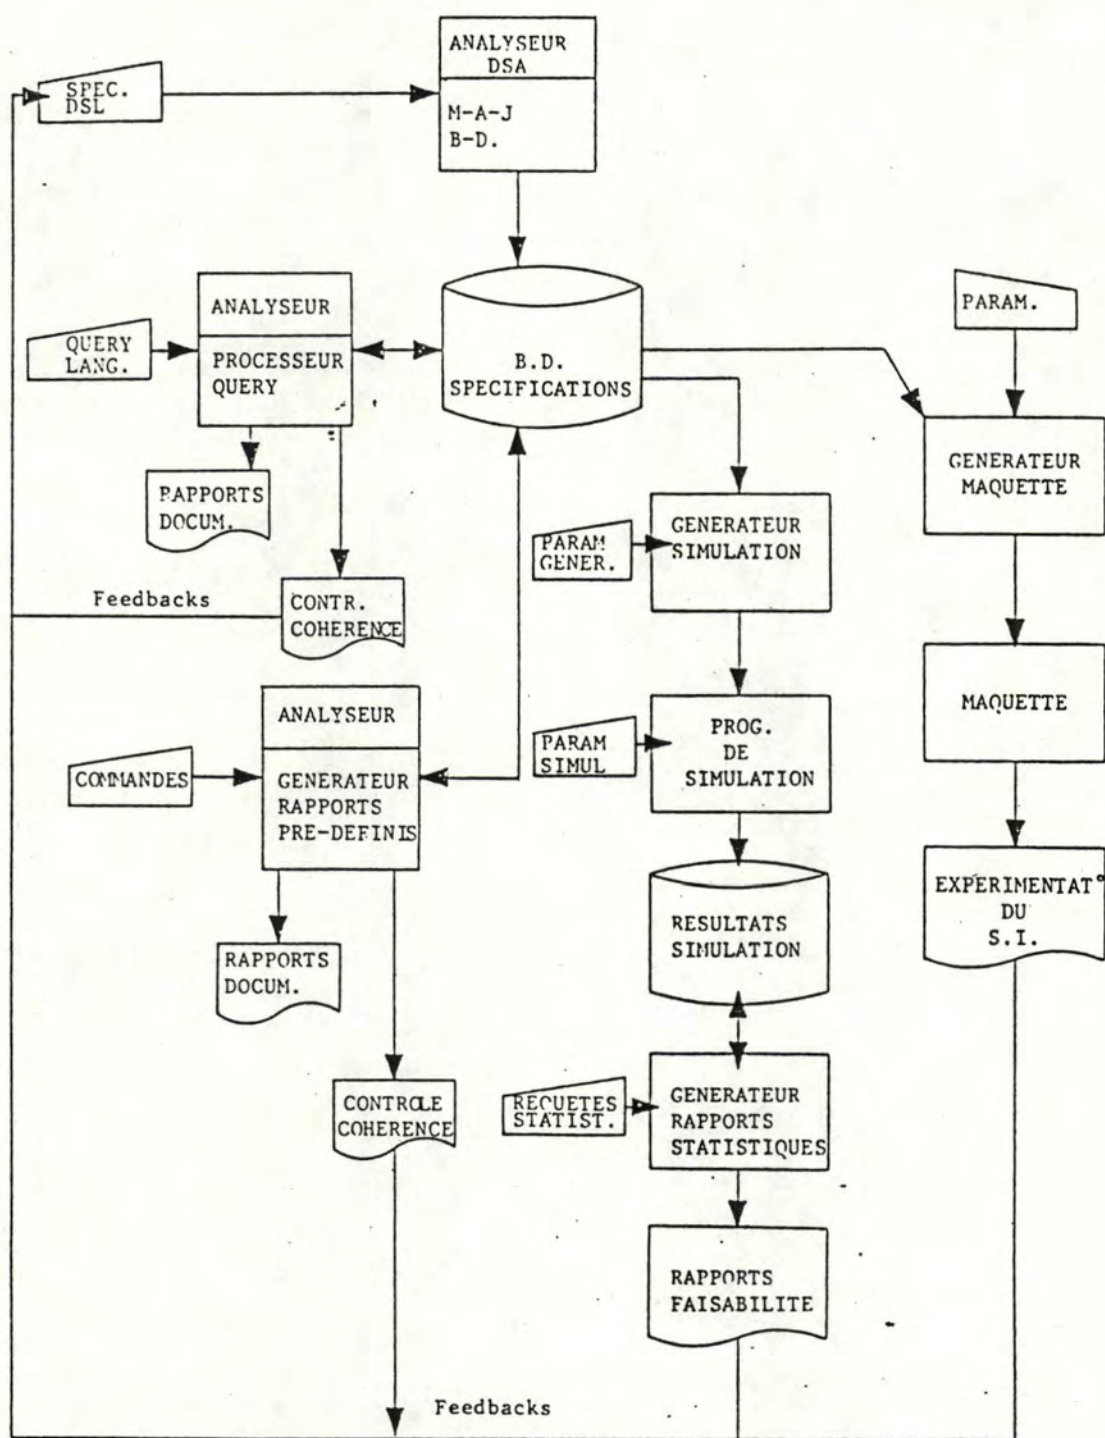 ANALYSEUR
DSA
SPEC.
DSL
M-A-J
B-D.
ANALYSEUR
PARAM.
QUERY
LANG.
PROCESSEUR
QUERY
B.D.
SPECIFICATIONS
GENERATEUR
MAQUETTE
RAPPORTS
DOCUM.
PARAM
GENER.
GENERATEUR
SIMULATION
Feedbacks
CONTR.
COHERENCE
ANALYSEUR
MAQUETTE
PARAM
SIMUL
PROG.
DE
SIMULATION
COMMANDES
GENERATEUR
RAPPORTS
PRE-DEFINIS
EXPERIMENTAT°
DU
S.I.
RESULTATS
SIMULATION
RAPPORTS
DOCUM.
CONTROLE
COHERENCE
REQUETES
STATIST.
GENERATEUR
RAPPORTS
STATISTIQUES
RAPPORTS
FAISABILITE
Feedbacks